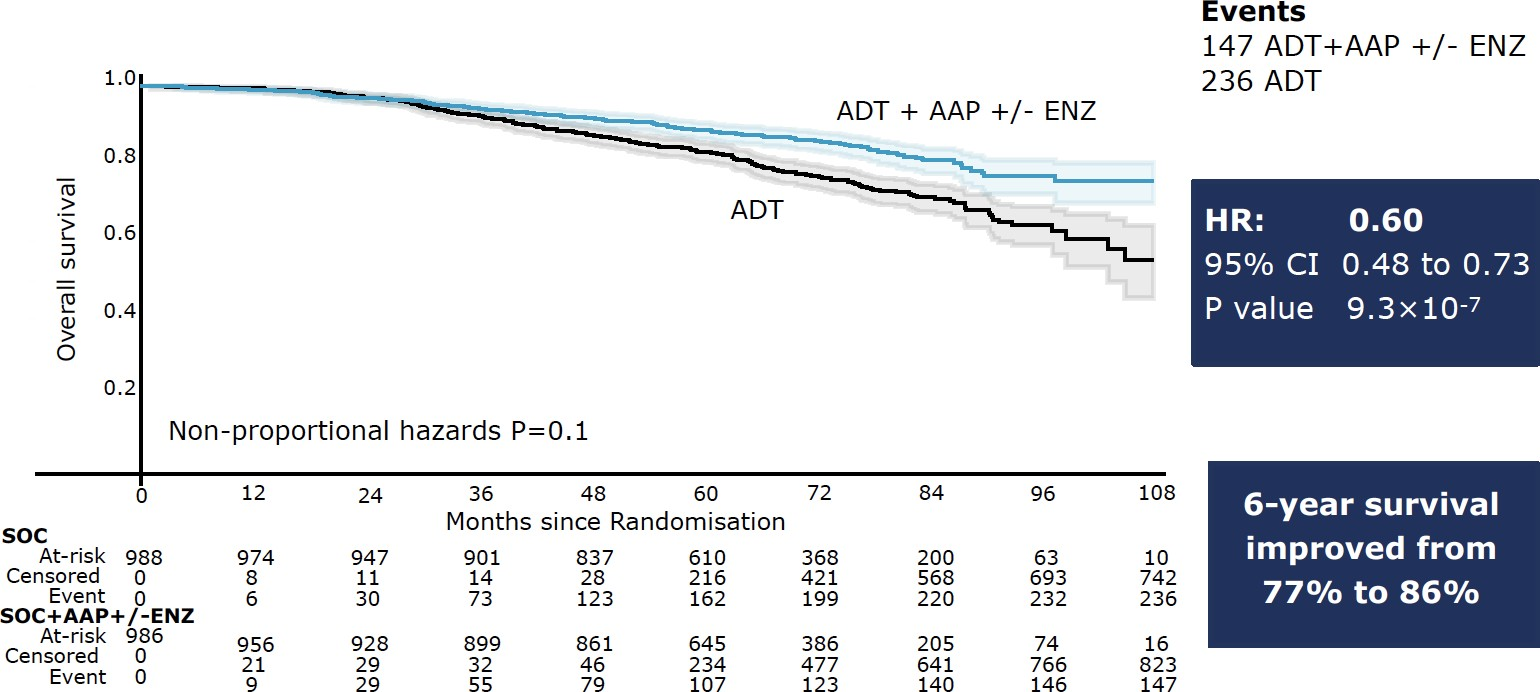 Events
147 ADT+AAP +/- ENZ
236 ADT
1.0
0.8
0.6
0.4
0.2
Overall survival
ADT + AAP +/- ENZ
ADT
Non-proportional hazards P=0.1
HR: 0.60
95% CI 0.48 to 0.73
P value 9.3×10⁻⁷
6-year survival
improved from
77% to 86%
0 12 24 36 48 60 72 84 96 108
Months since Randomisation
SOC
At-risk 988 974 947 901 837 610 368 200 63 10
Censored 0 8 11 14 28 216 421 568 693 742
Event 0 6 30 73 123 162 199 220 232 236
SOC+AAP+/-ENZ
At-risk 986 956 928 899 861 645 386 205 74 16
Censored 0 21 29 32 46 234 477 641 766 823
Event 0 9 29 55 79 107 123 140 146 147